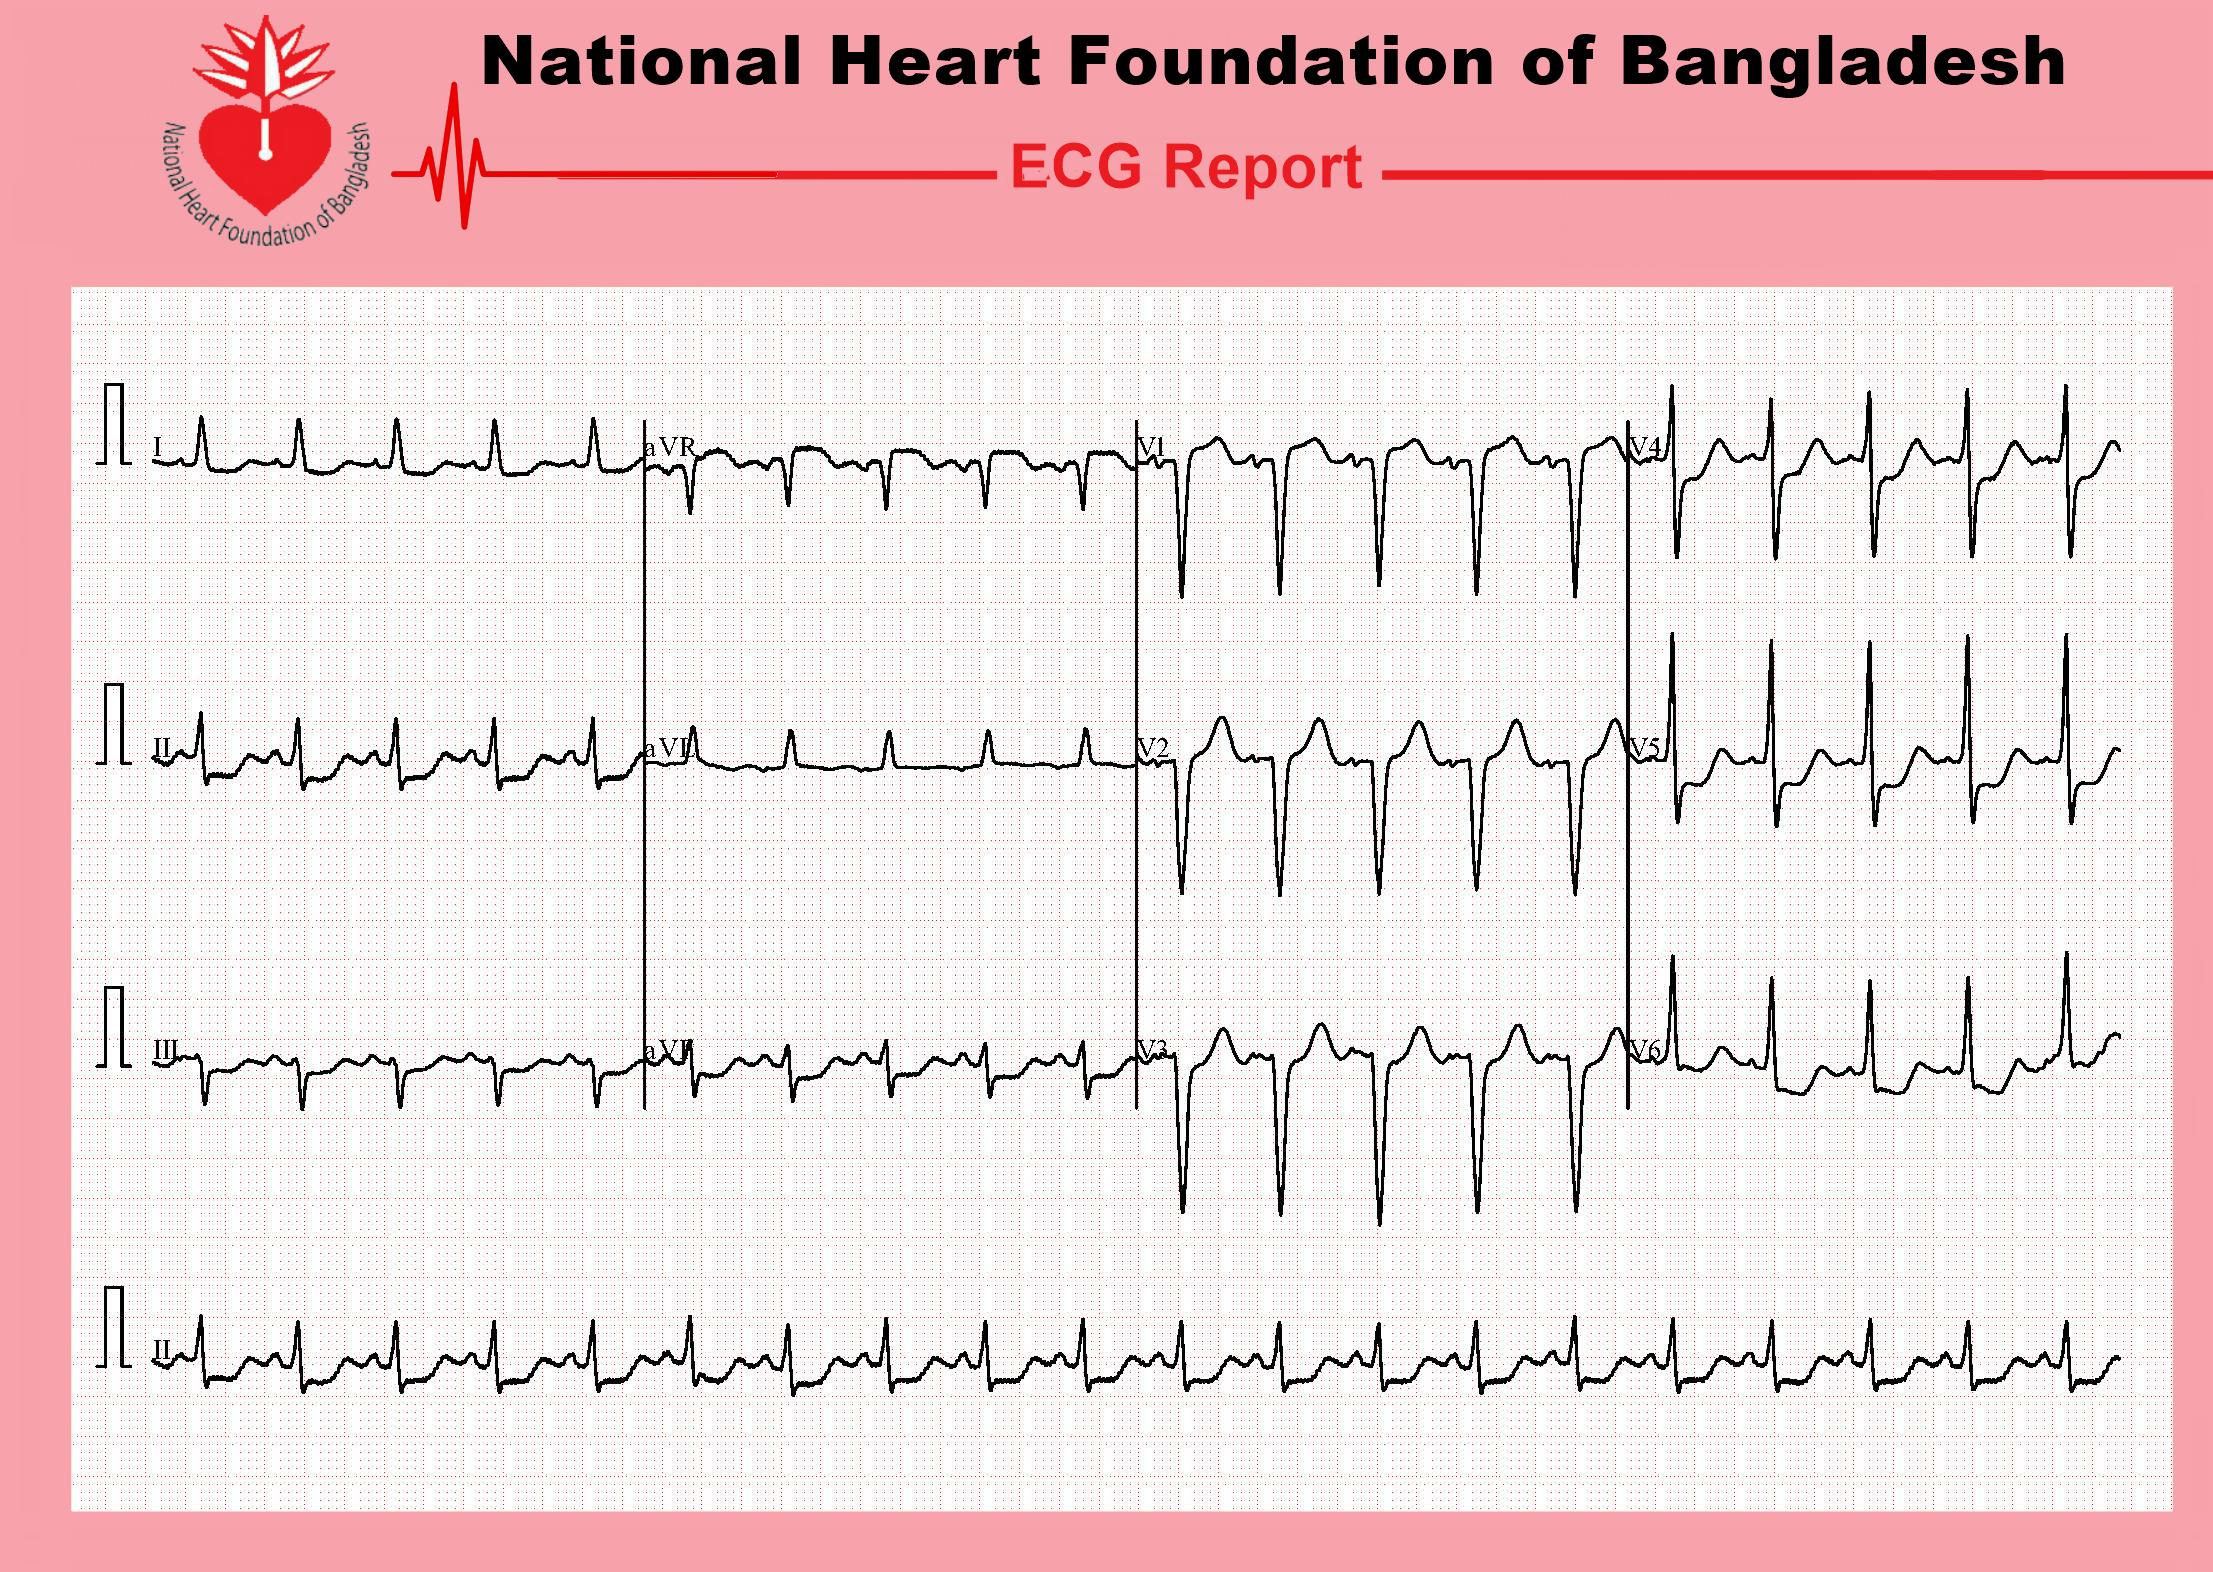 National Heart Foundation of Bangladesh
National Heart Foundation of Bangladesh
ECG Report
I
aVR
V1
V4
II
aVL
V2
V5
III
aVF
V3
V6
II